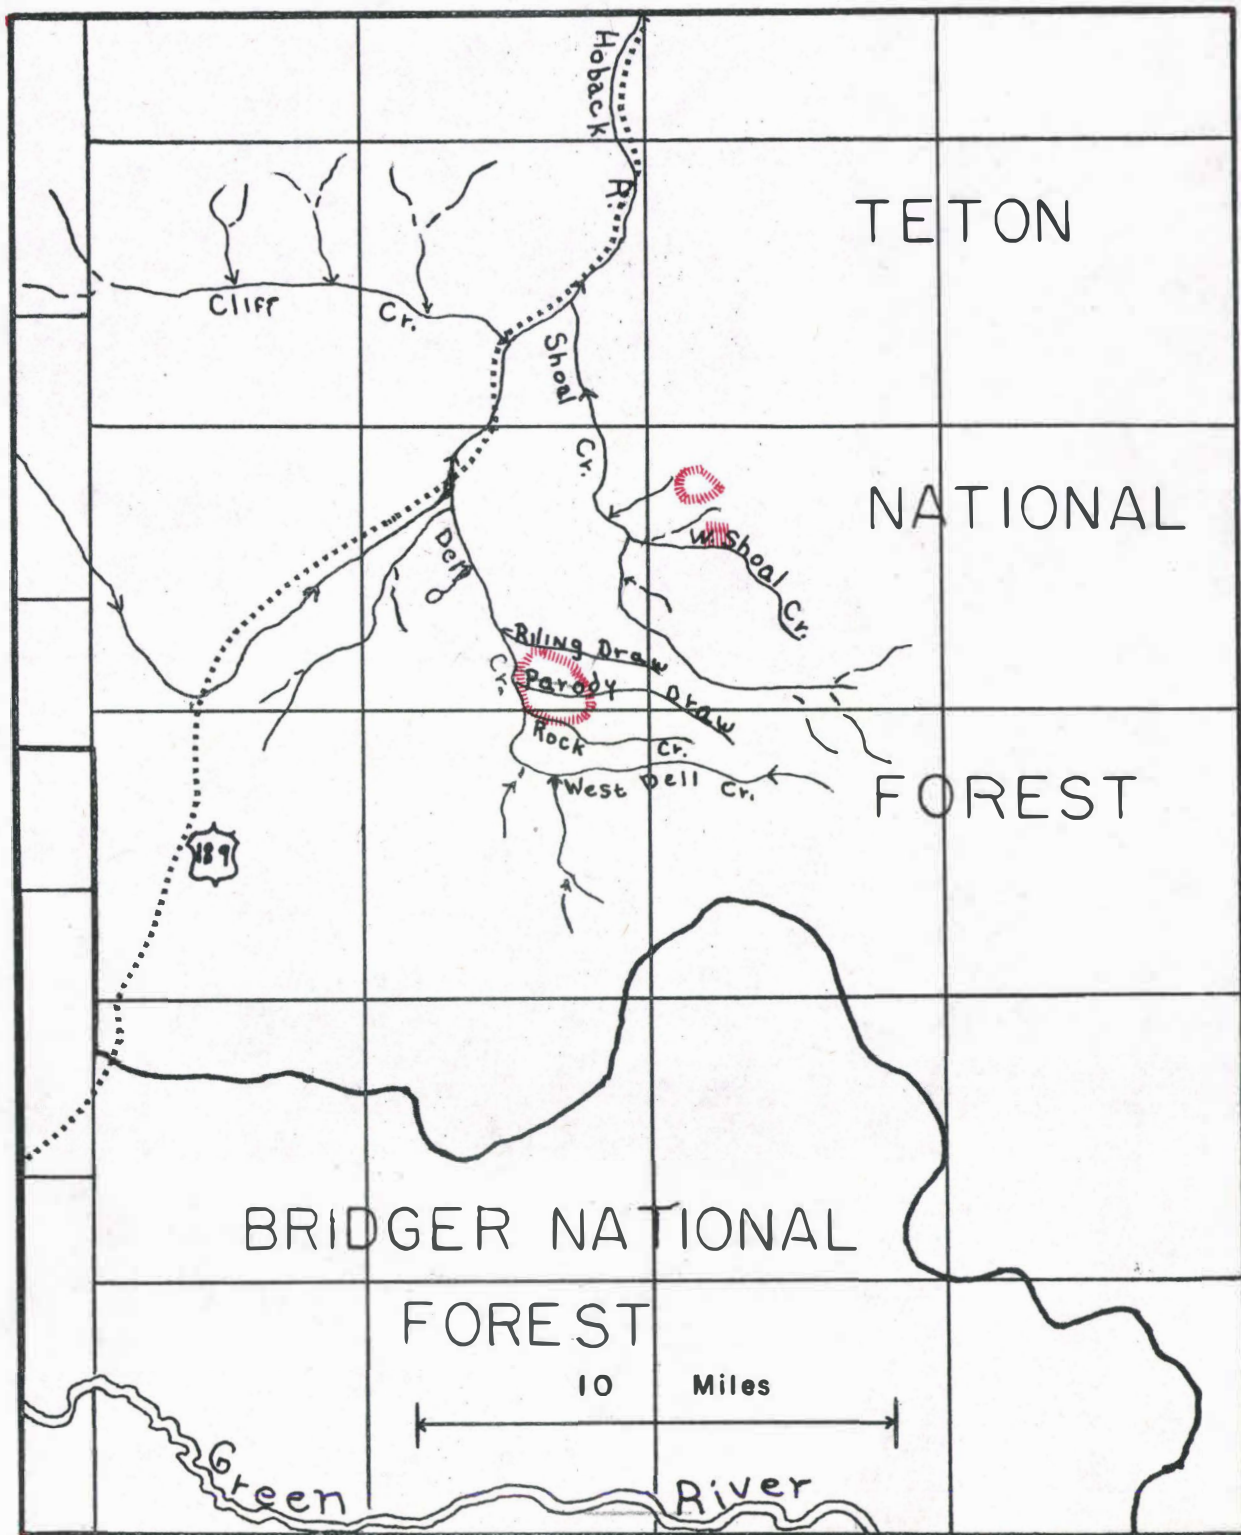 Hoback
R.
TETON
Cliff
Cr.
Shoal
Cr.
NATIONAL
W. Shoal
Cr.
Dell
Riling Draw
Cr.
Parody
Draw
Rock
Cr.
West Dell Cr.
FOREST
189
BRIDGER NATIONAL
FOREST
10 Miles
Green
River